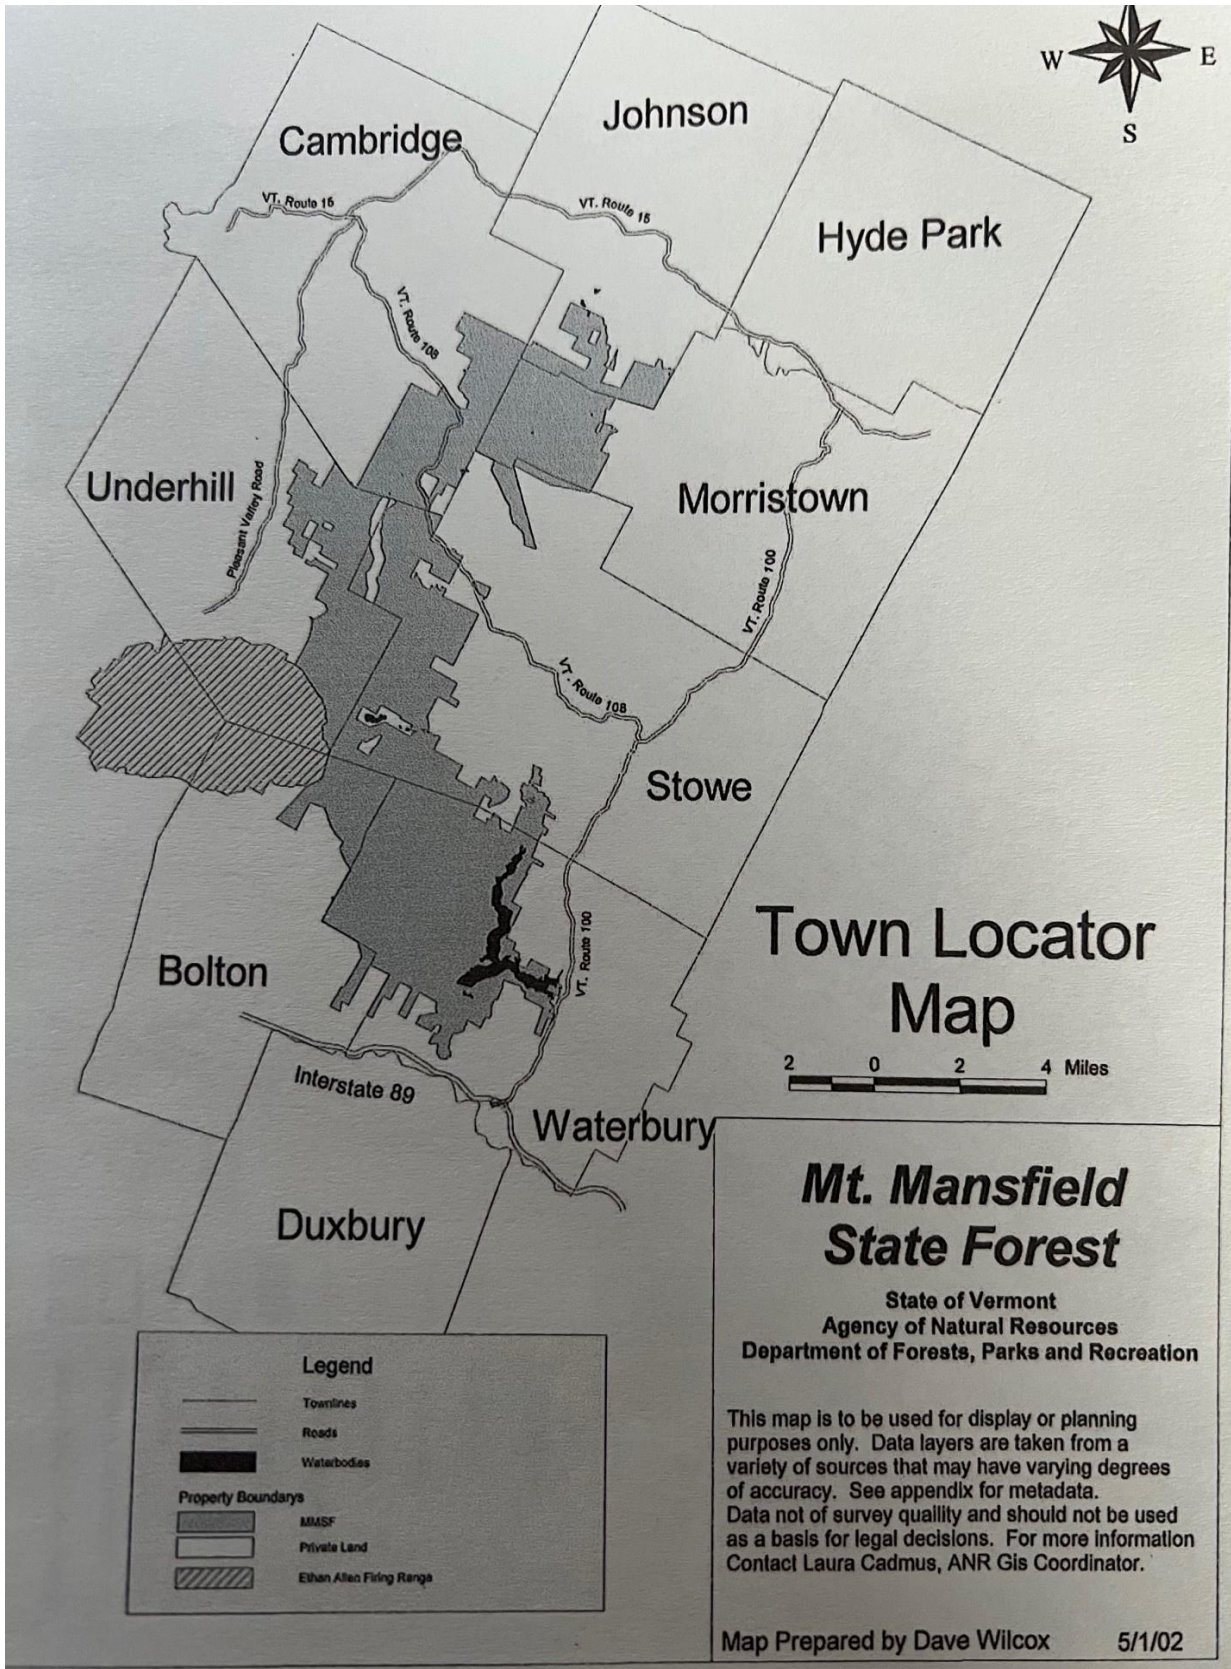 W
E
S
Johnson
Cambridge
VT. Route 15
VT. Route 15
Hyde Park
VT. Route 108
Underhill
Pleasant Valley Road
Morristown
VT. Route 100
VT. Route 108
Stowe
Town Locator
Map
VT. Route 100
Bolton
2 0 2 4 Miles
Interstate 89
Waterbury
Duxbury
Mt. Mansfield
State Forest
State of Vermont
Agency of Natural Resources
Department of Forests, Parks and Recreation
This map is to be used for display or planning
purposes only. Data layers are taken from a
variety of sources that may have varying degrees
of accuracy. See appendix for metadata.
Data not of survey quaility and should not be used
as a basis for legal decisions. For more information
Contact Laura Cadmus, ANR Gis Coordinator.
Map Prepared by Dave Wilcox 5/1/02
Legend
Townlines
Roads
Waterbodies
Property Boundarys
MMSF
Private Land
Ethan Allen Firing Range